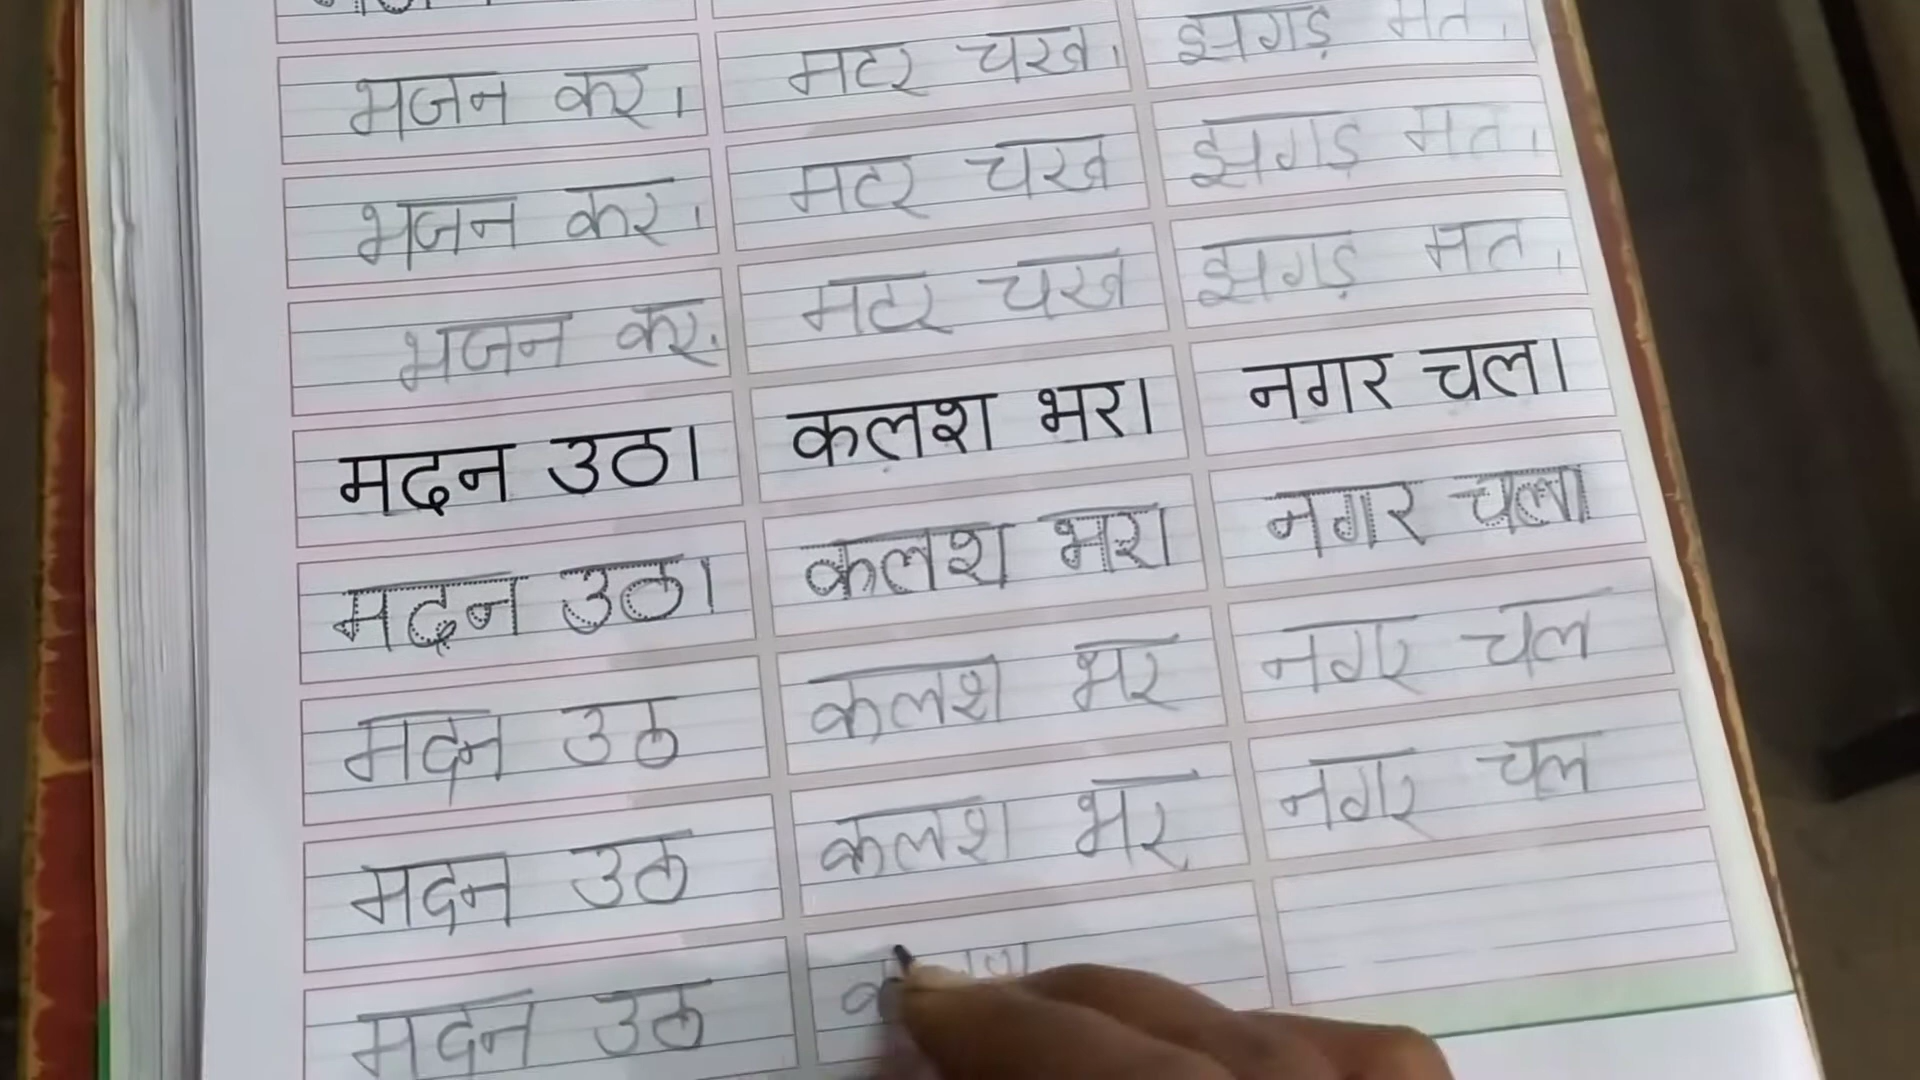 भजन कर। मटर चख। झगड़ मत।
भजन कर। मटर चख झगड़ मत।
भजन कर. मटर चख झगड़ मत।
मदन उठ। कलश भर। नगर चल।
मदन उठ। कलश भर। नगर चल।
मदन उठ कलश भर नगर चल
मदन उठ कलश भर नगर चल
मदन उठ